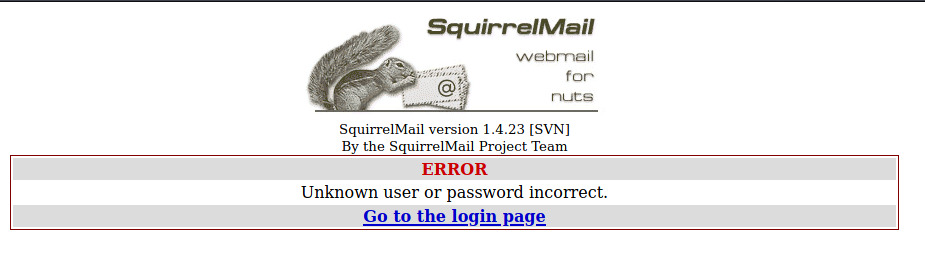 SquirrelMail
webmail
for
nuts
@
SquirrelMail version 1.4.23 [SVN]
By the SquirrelMail Project Team
ERROR
Unknown user or password incorrect.
Go to the login page